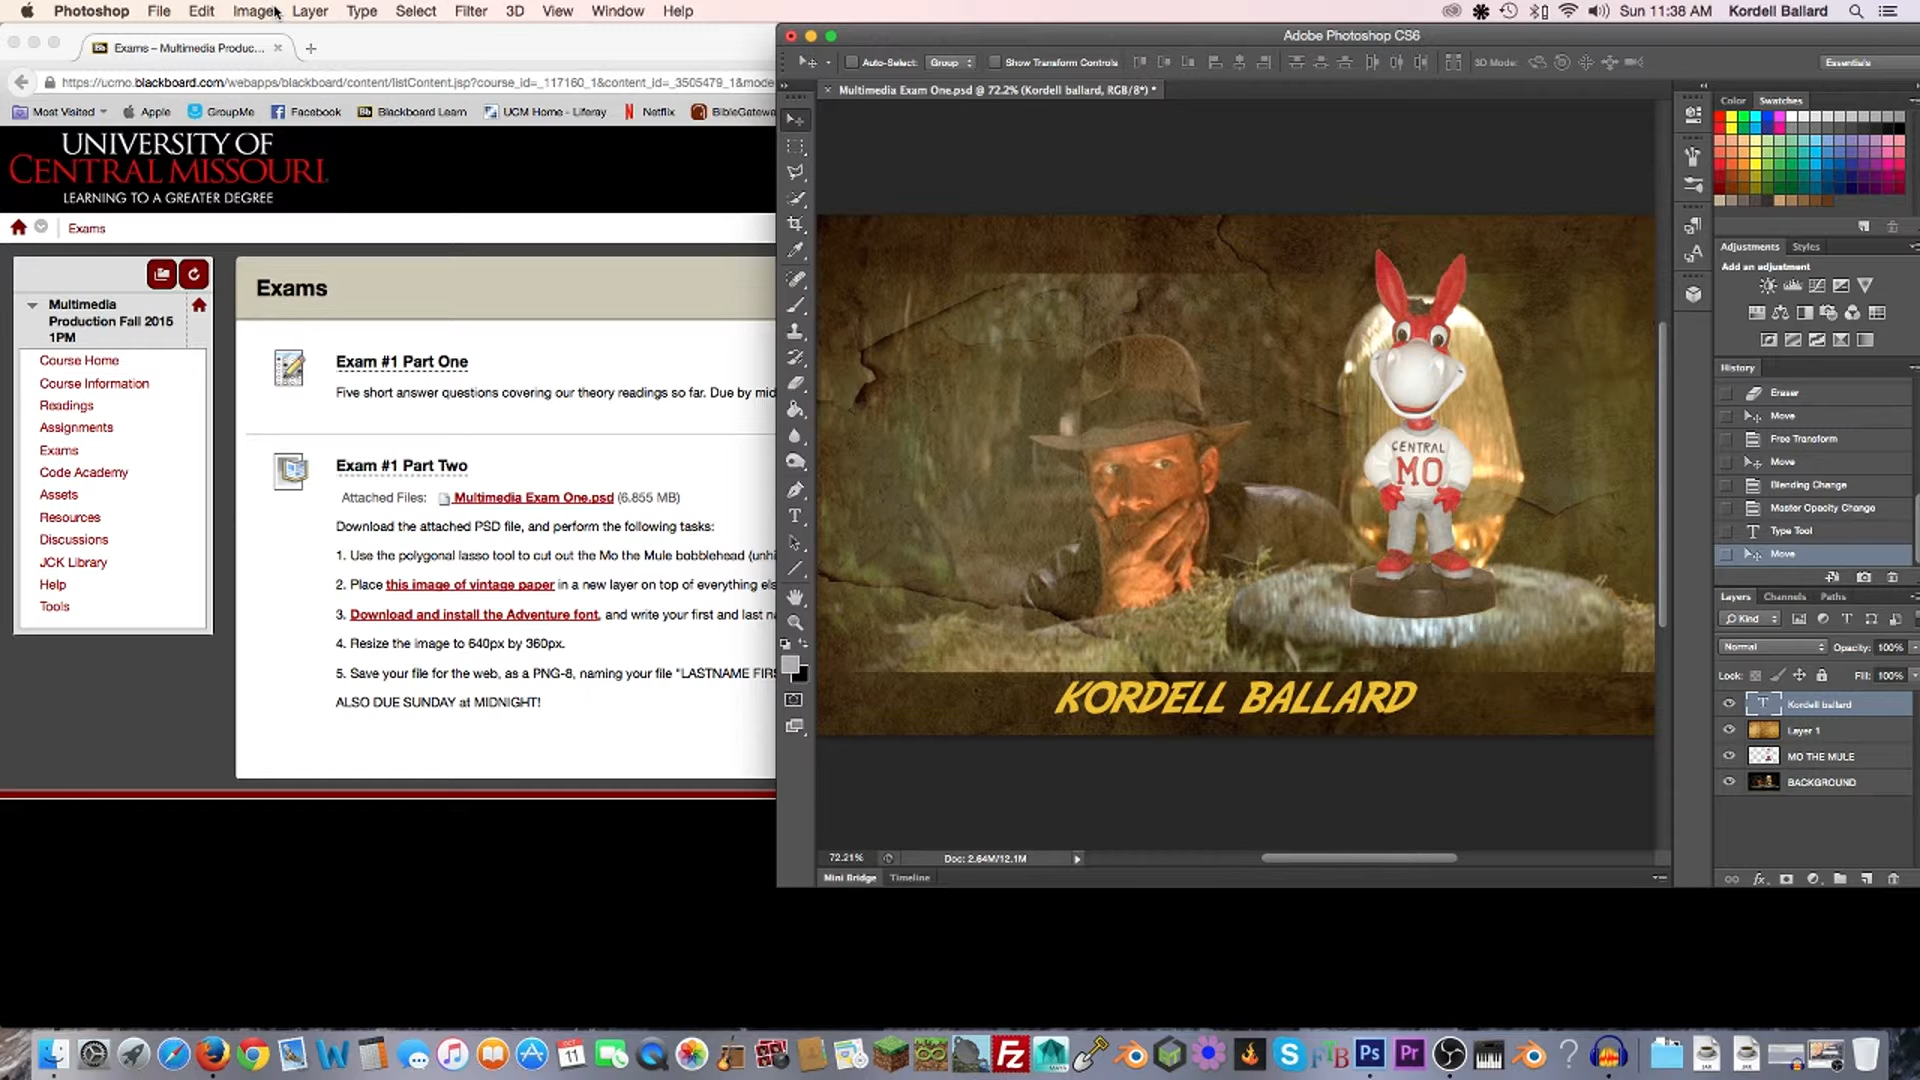 Photoshop File Edit Image Layer Type Select Filter 3D View Window Help
Sun 11:38 AM Kordell Ballard
Exams – Multimedia Produc...
https://ucmo.blackboard.com/webapps/blackboard/content/listContent.jsp?course_id=_117160_1&content_id=_3505479_1&mode
Most Visited Apple GroupMe Facebook Blackboard Learn UCM Home - Liferay Netflix BibleGatewa
UNIVERSITY OF
CENTRAL MISSOURI.
LEARNING TO A GREATER DEGREE
Exams
Multimedia
Production Fall 2015
1PM
Course Home
Course Information
Readings
Assignments
Exams
Code Academy
Assets
Resources
Discussions
JCK Library
Help
Tools
Exams
Exam #1 Part One
Five short answer questions covering our theory readings so far. Due by mid
Exam #1 Part Two
Attached Files: Multimedia Exam One.psd (6.855 MB)
Download the attached PSD file, and perform the following tasks:
1. Use the polygonal lasso tool to cut out the Mo the Mule bobblehead (unhi
2. Place this image of vintage paper in a new layer on top of everything els
3. Download and install the Adventure font, and write your first and last na
4. Resize the image to 640px by 360px.
5. Save your file for the web, as a PNG-8, naming your file "LASTNAME FIRS
ALSO DUE SUNDAY at MIDNIGHT!
Adobe Photoshop CS6
Auto-Select: Group Show Transform Controls 3D Mode: Essentials
Multimedia Exam One.psd @ 72.2% (Kordell ballard, RGB/8*) *
CENTRAL
MO
KORDELL BALLARD
72.21% Doc: 2.64M/12.1M
Mini Bridge Timeline
Color Swatches
Adjustments Styles
Add an adjustment
History
Eraser
Move
Free Transform
Move
Blending Change
Master Opacity Change
Type Tool
Move
Layers Channels Paths
Kind
Normal Opacity: 100%
Lock: Fill: 100%
Kordell ballard
Layer 1
MO THE MULE
BACKGROUND
OCT
11
FTB
Ps
Pr